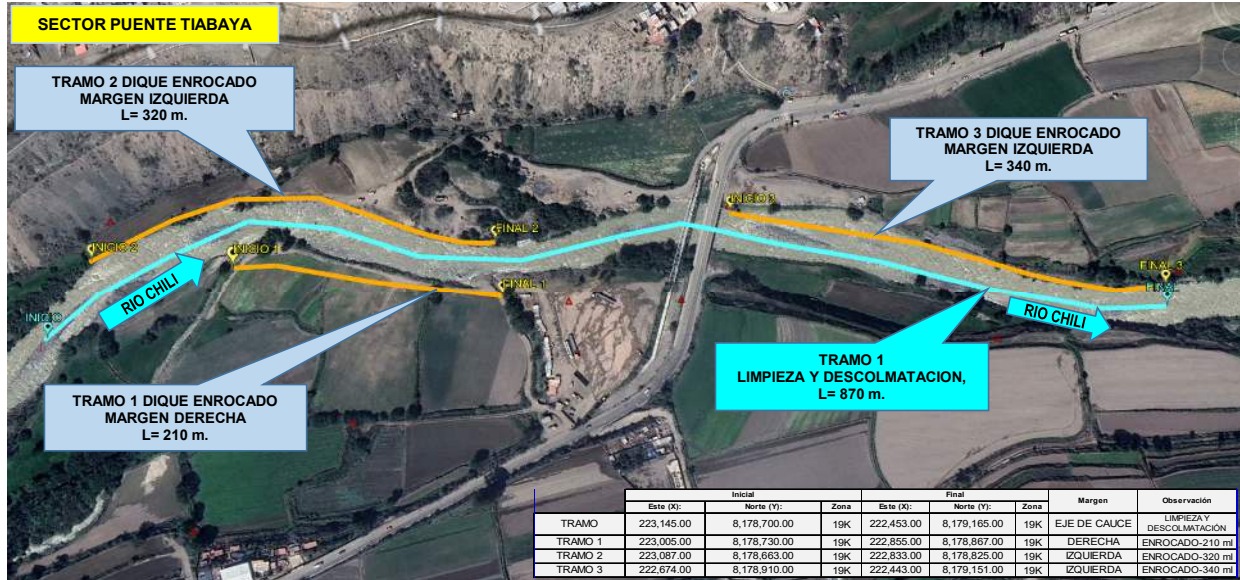 SECTOR PUENTE TIABAYA
TRAMO 2 DIQUE ENROCADO
MARGEN IZQUIERDA
L= 320 m.
TRAMO 3 DIQUE ENROCADO
MARGEN IZQUIERDA
L= 340 m.
INICIO 3
INICIO 2
INICIO 1
FINAL 2
FINAL 3
FINAL
FINAL 1
INICIO
RIO CHILI
RIO CHILI
TRAMO 1 DIQUE ENROCADO
MARGEN DERECHA
L= 210 m.
TRAMO 1
LIMPIEZA Y DESCOLMATACION,
L= 870 m.
Inicial Final Margen Observación
Este (X): Norte (Y): Zona Este (X): Norte (Y): Zona
TRAMO 223,145.00 8,178,700.00 19K 222,453.00 8,179,165.00 19K EJE DE CAUCE LIMPIEZA Y DESCOLMATACIÓN
TRAMO 1 223,005.00 8,178,730.00 19K 222,855.00 8,178,867.00 19K DERECHA ENROCADO-210 ml
TRAMO 2 223,087.00 8,178,663.00 19K 222,833.00 8,178,825.00 19K IZQUIERDA ENROCADO-320 ml
TRAMO 3 222,674.00 8,178,910.00 19K 222,443.00 8,179,151.00 19K IZQUIERDA ENROCADO-340 ml